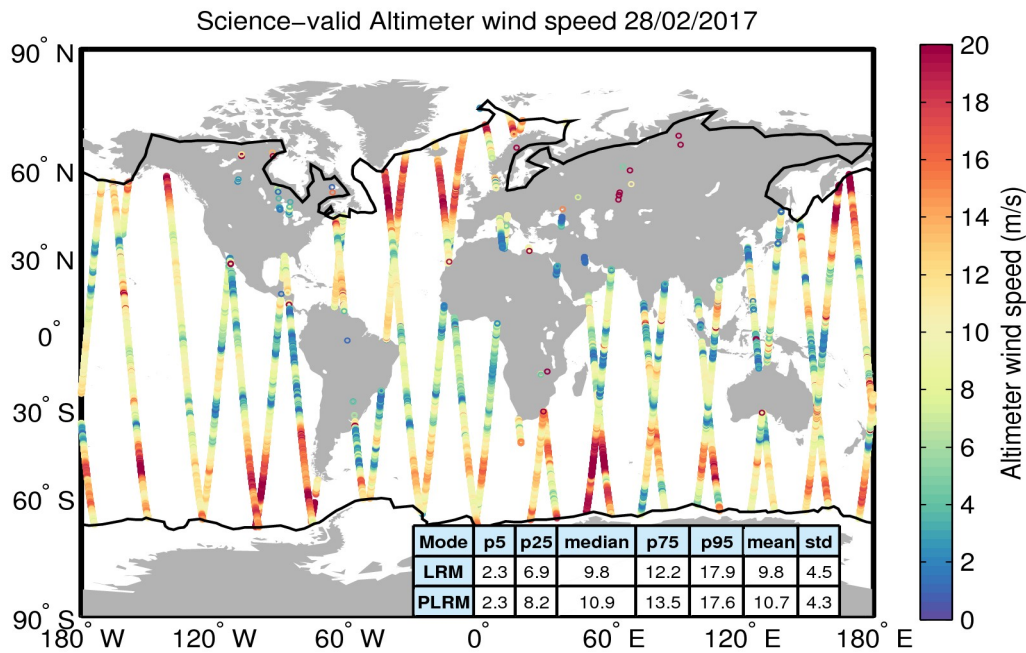 Science−valid Altimeter wind speed 28/02/2017
90° N
60° N
30° N
0°
30° S
60° S
90° S
180° W
120° W
60° W
0°
60° E
120° E
180° E
Mode p5 p25 median p75 p95 mean std
LRM 2.3 6.9 9.8 12.2 17.9 9.8 4.5
PLRM 2.3 8.2 10.9 13.5 17.6 10.7 4.3
20
18
16
14
12
10
8
6
4
2
0
Altimeter wind speed (m/s)